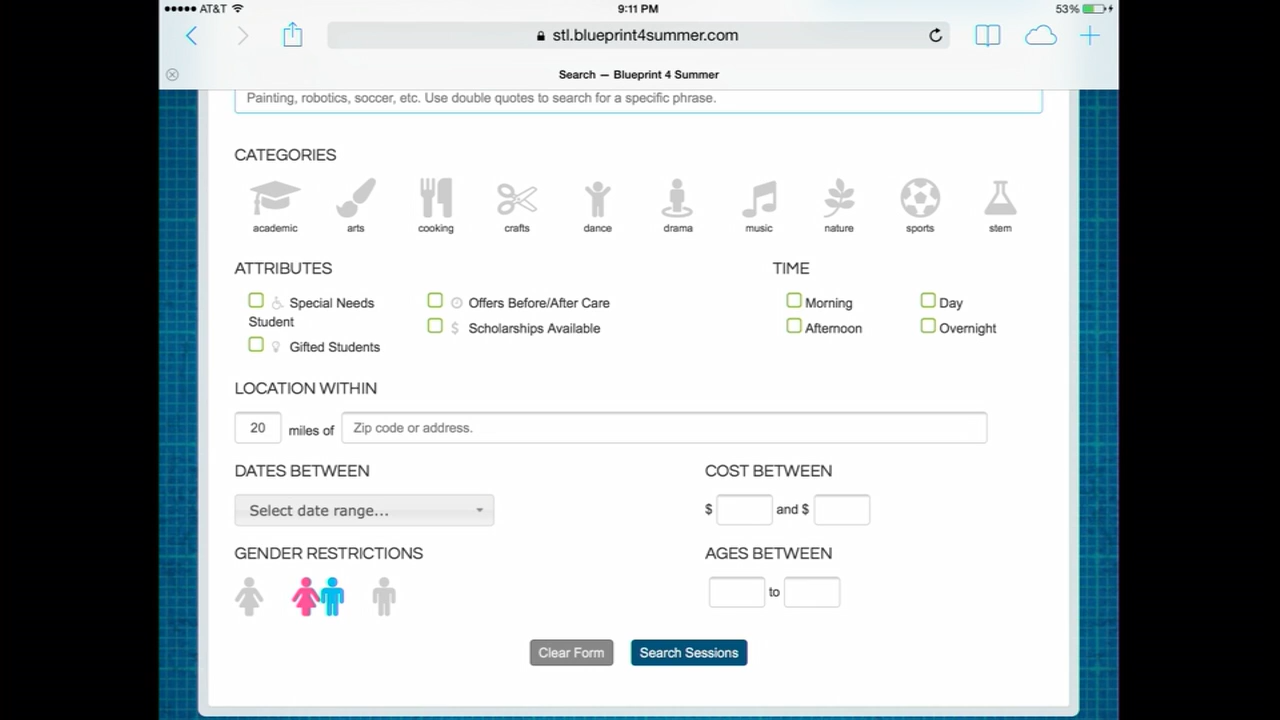 AT&T 9:11 PM 53%
stl.blueprint4summer.com
Search — Blueprint 4 Summer
Painting, robotics, soccer, etc. Use double quotes to search for a specific phrase.
CATEGORIES
academic arts cooking crafts dance drama music nature sports stem
ATTRIBUTES TIME
Special Needs Student Offers Before/After Care Morning Day
Gifted Students $ Scholarships Available Afternoon Overnight
LOCATION WITHIN
20 miles of Zip code or address.
DATES BETWEEN COST BETWEEN
Select date range... $ and $
GENDER RESTRICTIONS AGES BETWEEN
to
Clear Form Search Sessions